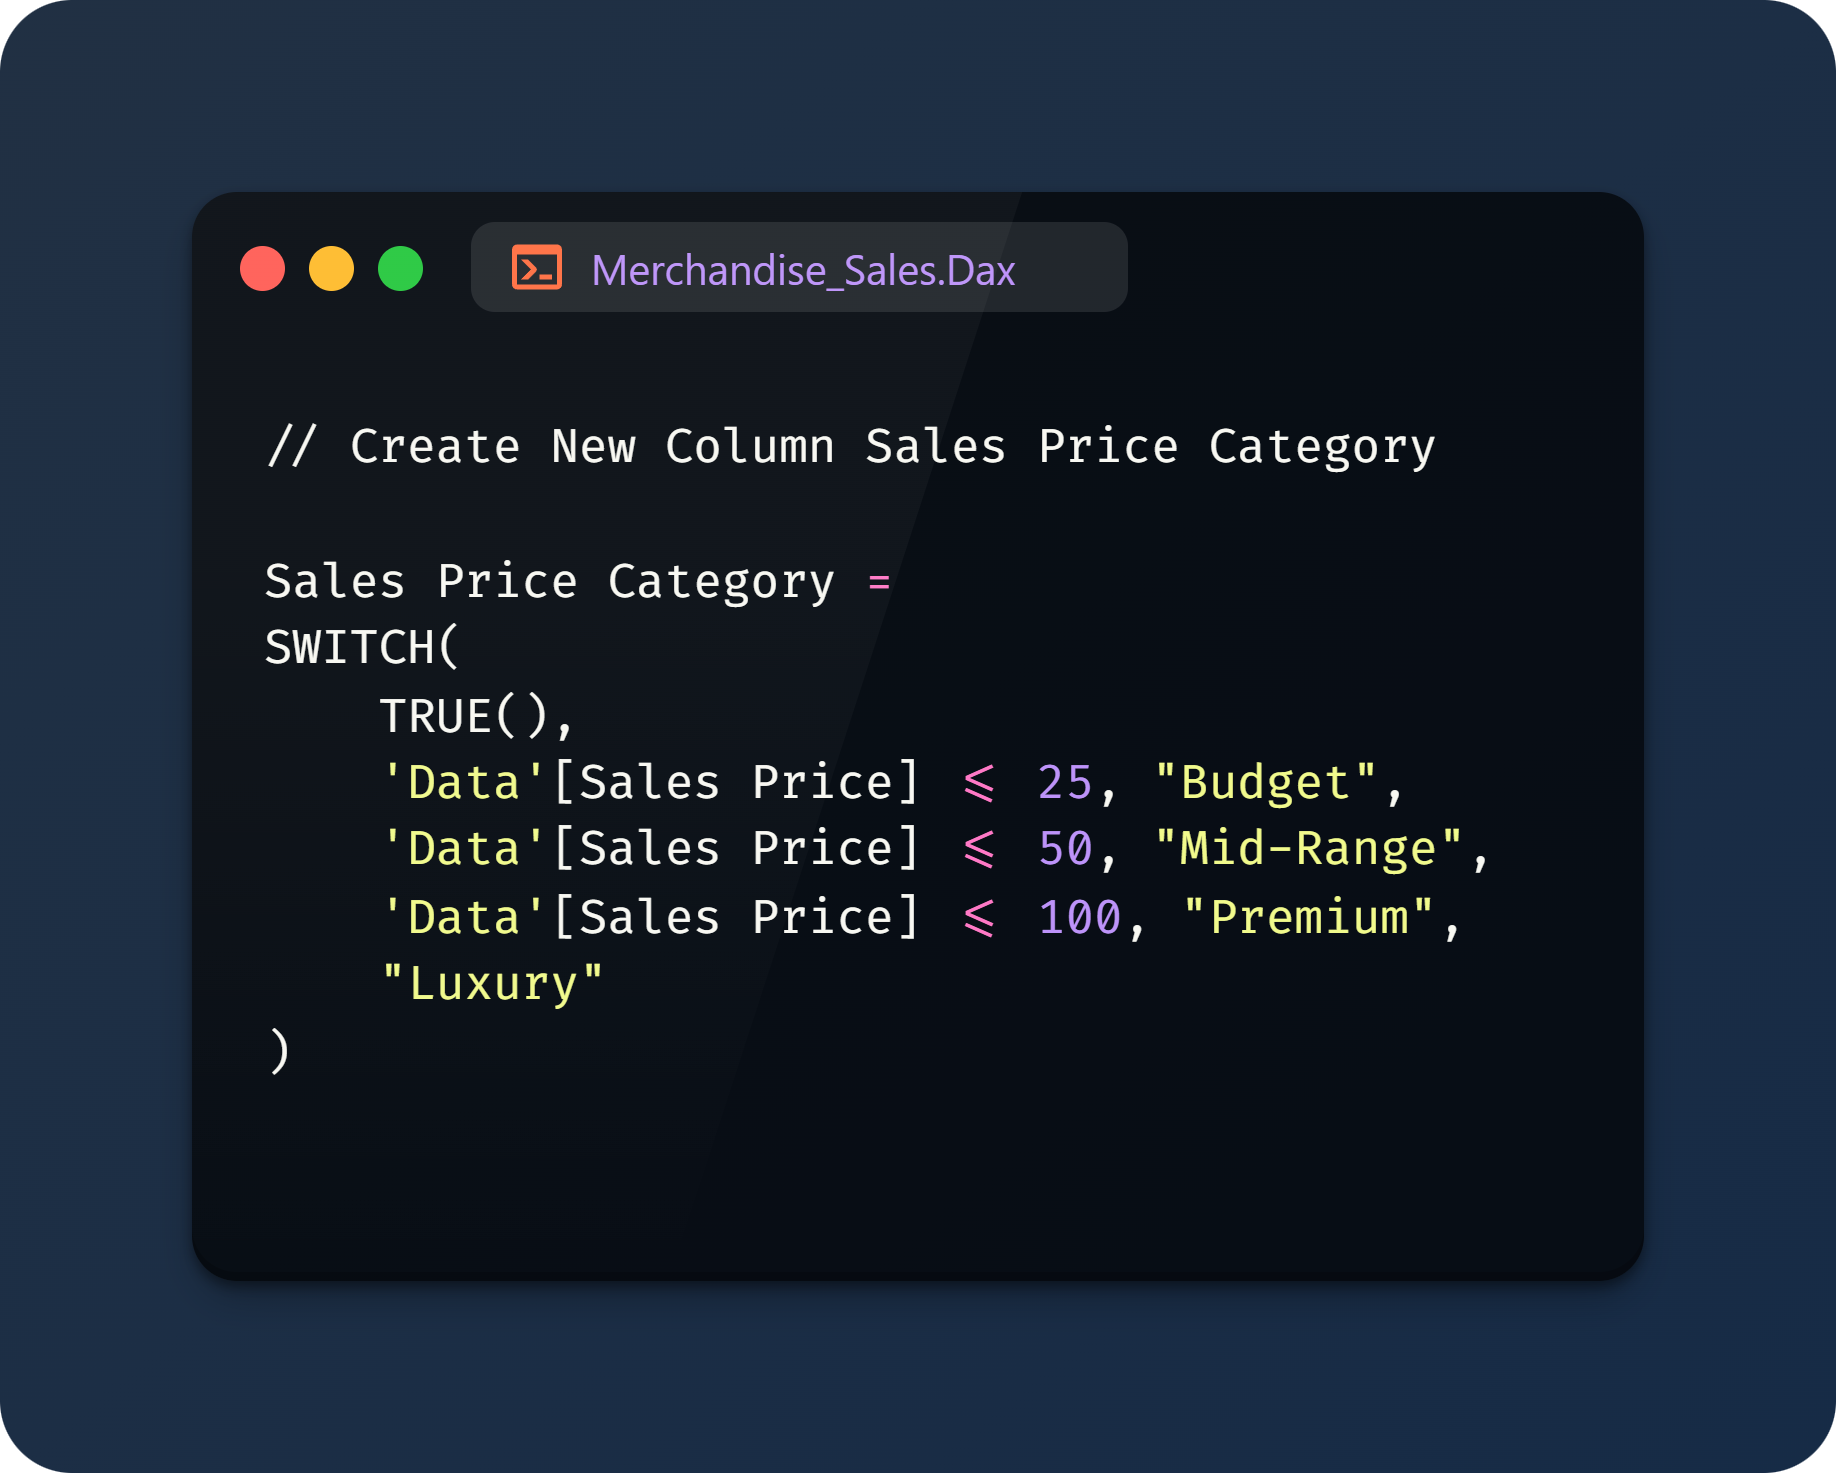 Merchandise_Sales.Dax
// Create New Column Sales Price Category
Sales Price Category =
SWITCH(
    TRUE(),
    'Data'[Sales Price] <= 25, "Budget",
    'Data'[Sales Price] <= 50, "Mid-Range",
    'Data'[Sales Price] <= 100, "Premium",
    "Luxury"
)